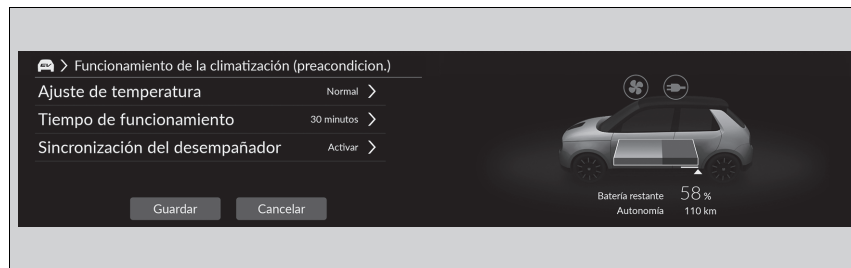 EV > Funcionamiento de la climatización (preacondicion.)
Ajuste de temperatura Normal >
Tiempo de funcionamiento 30 minutos >
Sincronización del desempañador Activar >
Guardar Cancelar
Batería restante 58 %
Autonomía 110 km